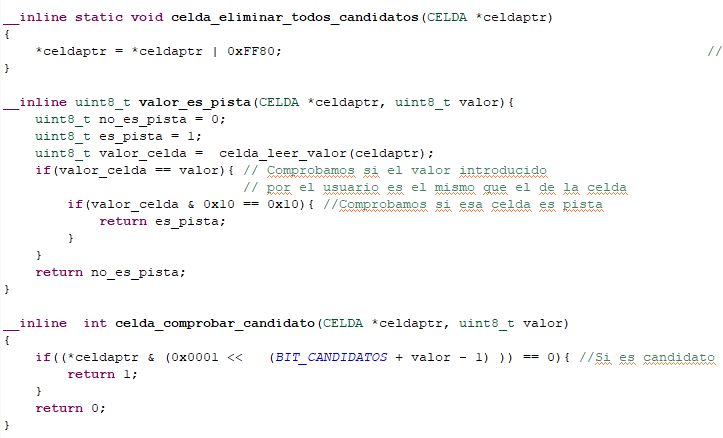 __inline static void celda_eliminar_todos_candidatos(CELDA *celdaptr)
{
    *celdaptr = *celdaptr | 0xFF80; //
}
__inline uint8_t valor_es_pista(CELDA *celdaptr, uint8_t valor){
    uint8_t no_es_pista = 0;
    uint8_t es_pista = 1;
    uint8_t valor_celda =  celda_leer_valor(celdaptr);
    if(valor_celda == valor){ // Comprobamos si el valor introducido
                              // por el usuario es el mismo que el de la celda
        if(valor_celda & 0x10 == 0x10){ //Comprobamos si esa celda es pista
            return es_pista;
        }
    }
    return no_es_pista;
}
__inline  int celda_comprobar_candidato(CELDA *celdaptr, uint8_t valor)
{
    if((*celdaptr & (0x0001 <<   (BIT_CANDIDATOS + valor - 1) )) == 0){ //Si es candidato
        return 1;
    }
    return 0;
}